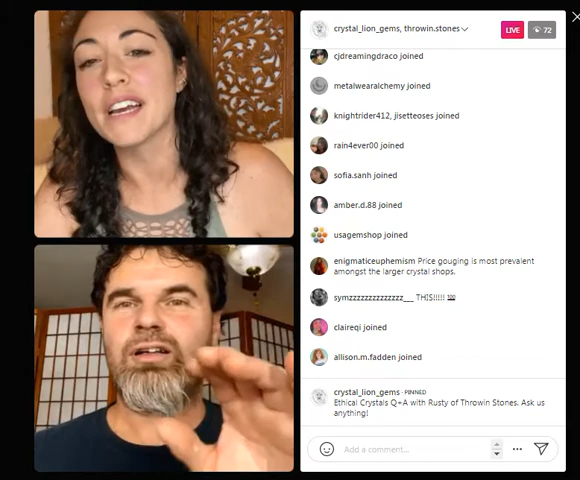 crystal_lion_gems, throwin.stones
LIVE
72
cjdreamingdraco joined
metalwearalchemy joined
knightrider412, jisetteoses joined
rain4ever00 joined
sofia.sanh joined
amber.d.88 joined
usagemshop joined
enigmaticeuphemism Price gouging is most prevalent
amongst the larger crystal shops.
symzzzzzzzzzzzzz___ TH!S!!!!! 💯
claireqi joined
allison.m.fadden joined
crystal_lion_gems · PINNED
Ethical Crystals Q+A with Rusty of Throwin Stones. Ask us
anything!
Add a comment...